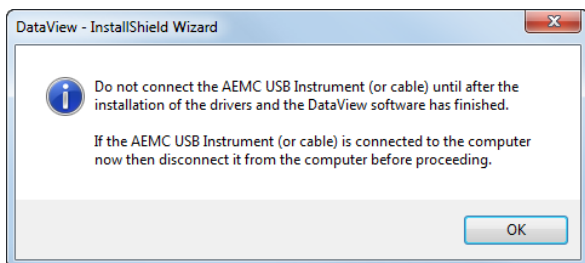 DataView - InstallShield Wizard
Do not connect the AEMC USB Instrument (or cable) until after the
installation of the drivers and the DataView software has finished.
If the AEMC USB Instrument (or cable) is connected to the computer
now then disconnect it from the computer before proceeding.
OK